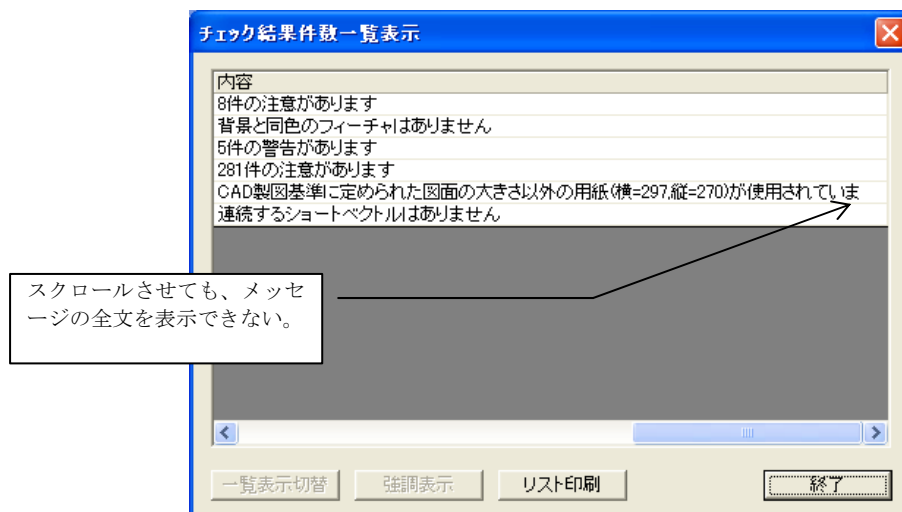 チェック結果件数一覧表示
内容
8件の注意があります
背景と同色のフィーチャはありません
5件の警告があります
281件の注意があります
CAD製図基準に定められた図面の大きさ以外の用紙(横=297,縦=270)が使用されていま
連続するショートベクトルはありません
スクロールさせても、メッセ
ージの全文を表示できない。
一覧表示切替
強調表示
リスト印刷
終了